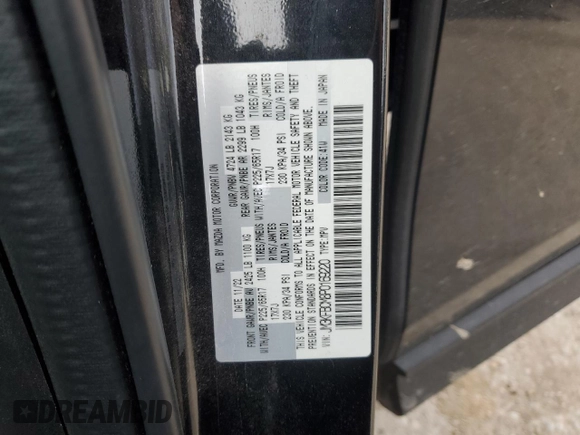 MFD. BY MAZDA MOTOR CORPORATION
DATE 11/22 GVWR/PNBV 4724 LB 2143 KG
FRONT GAWR/PNBE AV 2425 LB 1100 KG REAR GAWR/PNBE AR 2299 LB 1043 KG
WITH/AVEC P225/65R17 100H TIRES/PNEUS WITH/AVEC P225/65R17 100H TIRES/PNEUS
17X7J RIMS/JANTES 17X7J RIMS/JANTES
230 KPA/34 PSI COLD/A FROID 230 KPA/34 PSI COLD/A FROID
THIS VEHICLE CONFORMS TO ALL APPLICABLE FEDERAL MOTOR VEHICLE SAFETY AND THEFT
PREVENTION STANDARDS IN EFFECT ON THE DATE OF MANUFACTURE SHOWN ABOVE.
VIN: TYPE:MPV COLOR CODE:41W MADE IN JAPAN
DREAMBID